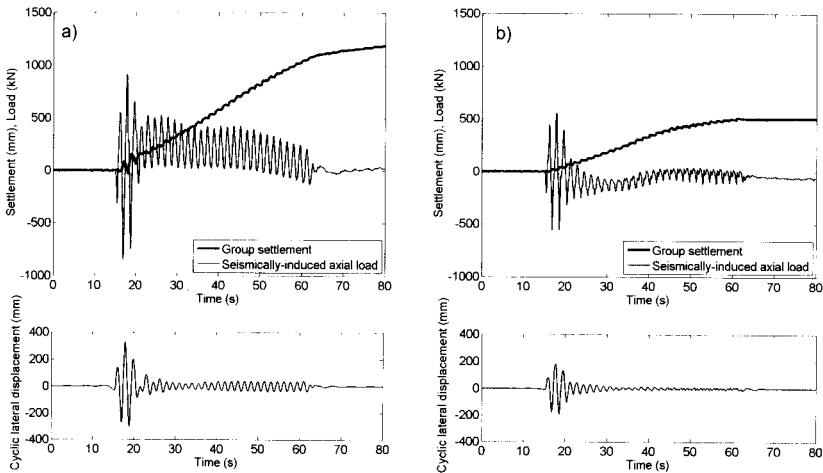 a)
1500
1000
500
0
-500
-1000
Settlement (mm), Load (kN)
Group settlement
Seismically-induced axial load
0 10 20 30 40 50 60 70 80
Time (s)
400
200
0
-200
-400
Cyclic lateral displacement (mm)
0 10 20 30 40 50 60 70 80
Time (s)
b)
1500
1000
500
0
-500
-1000
Settlement (mm), Load (kN)
Group settlement
Seismically-induced axial load
0 10 20 30 40 50 60 70 80
Time (s)
400
200
0
-200
-400
Cyclic lateral displacement (mm)
0 10 20 30 40 50 60 70 80
Time (s)